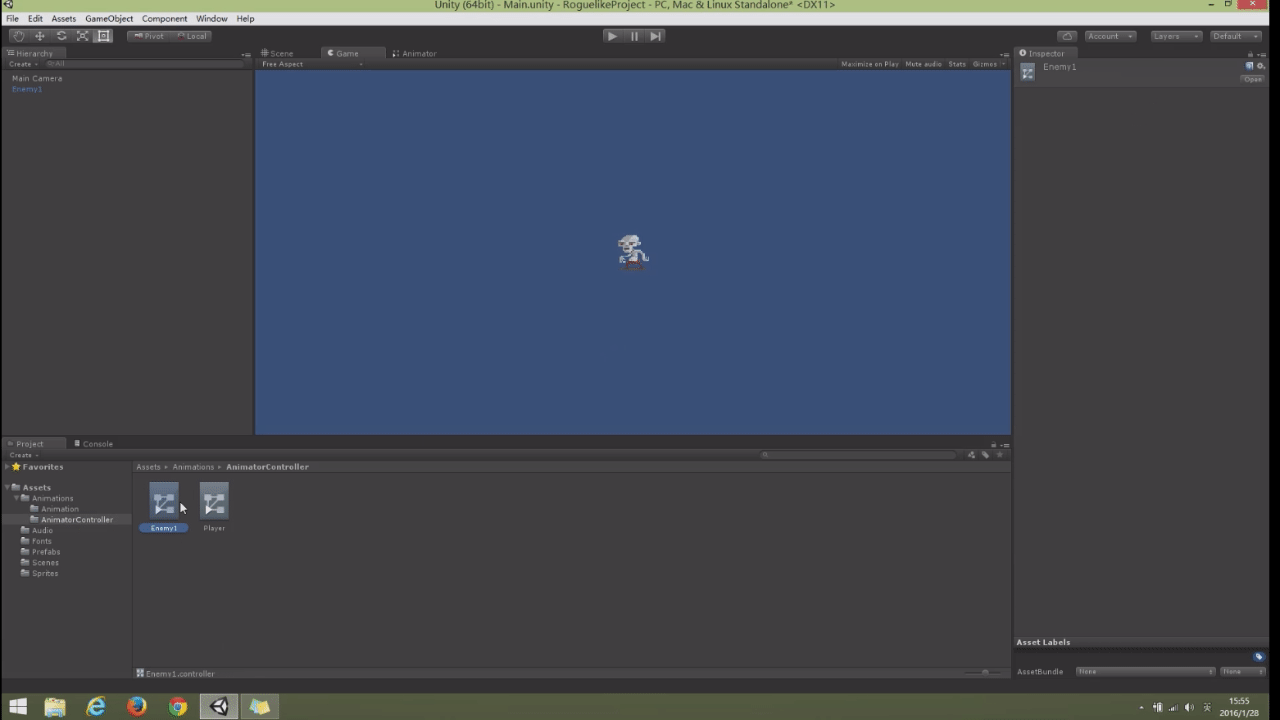 Unity (64bit) - Main.unity - RoguelikeProject - PC, Mac & Linux Standalone* <DX11>
File Edit Assets GameObject Component Window Help
Pivot Local Account Layers Default
Hierarchy Scene Game Animator Inspector
Create All Free Aspect Maximize on Play Mute audio Stats Gizmos Enemy1
Main Camera Open
Enemy1
Project Console
Create
Favorites Assets Animations AnimatorController
Assets
Animations
Animation
AnimatorController
Enemy1 Player
Audio
Fonts
Prefabs
Scenes
Sprites
Asset Labels
Enemy1.controller AssetBundle None None
15:55
英 2016/1/28